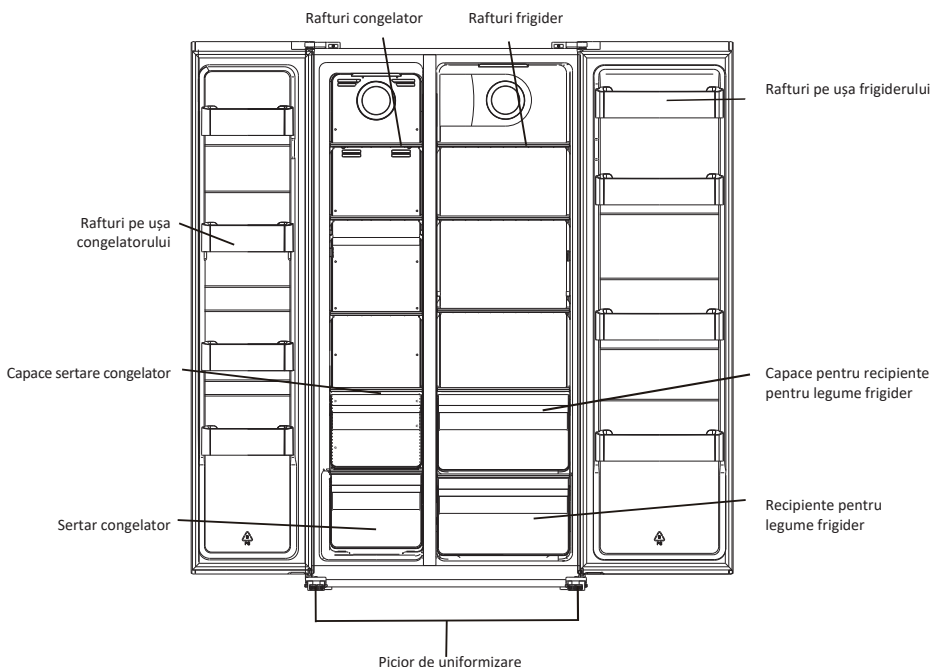 Rafturi congelator
Rafturi frigider
Rafturi pe ușa frigiderului
Rafturi pe ușa
congelatorului
Capace sertare congelator
Capace pentru recipiente
pentru legume frigider
Sertar congelator
Recipiente pentru
legume frigider
Picior de uniformizare